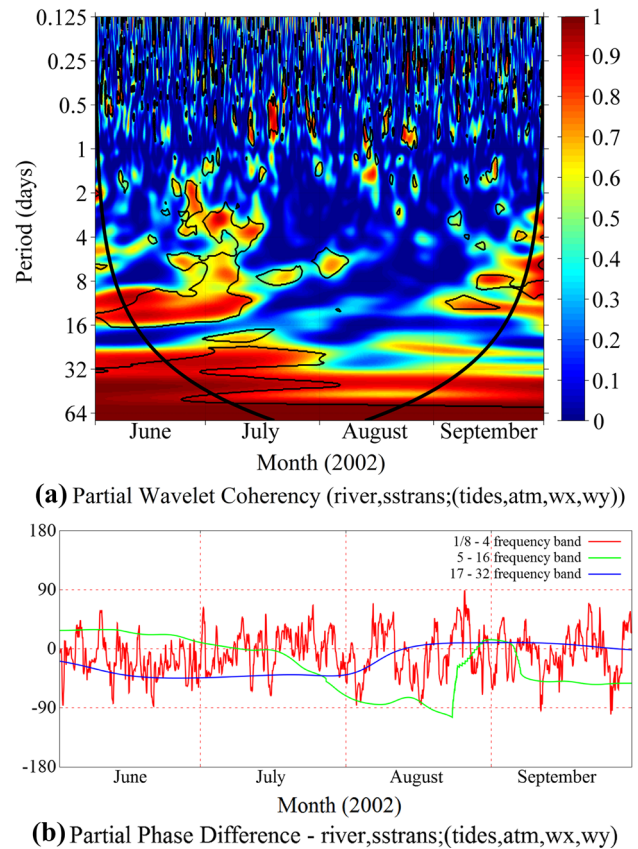 0.125
0.25
0.5
1
2
4
8
16
32
64
Period (days)
1
0.9
0.8
0.7
0.6
0.5
0.4
0.3
0.2
0.1
0
June July August September
Month (2002)
(a) Partial Wavelet Coherency (river,sstrans;(tides,atm,wx,wy))
180
90
0
-90
-180
1/8 - 4 frequency band
5 - 16 frequency band
17 - 32 frequency band
June July August September
Month (2002)
(b) Partial Phase Difference - river,sstrans;(tides,atm,wx,wy)